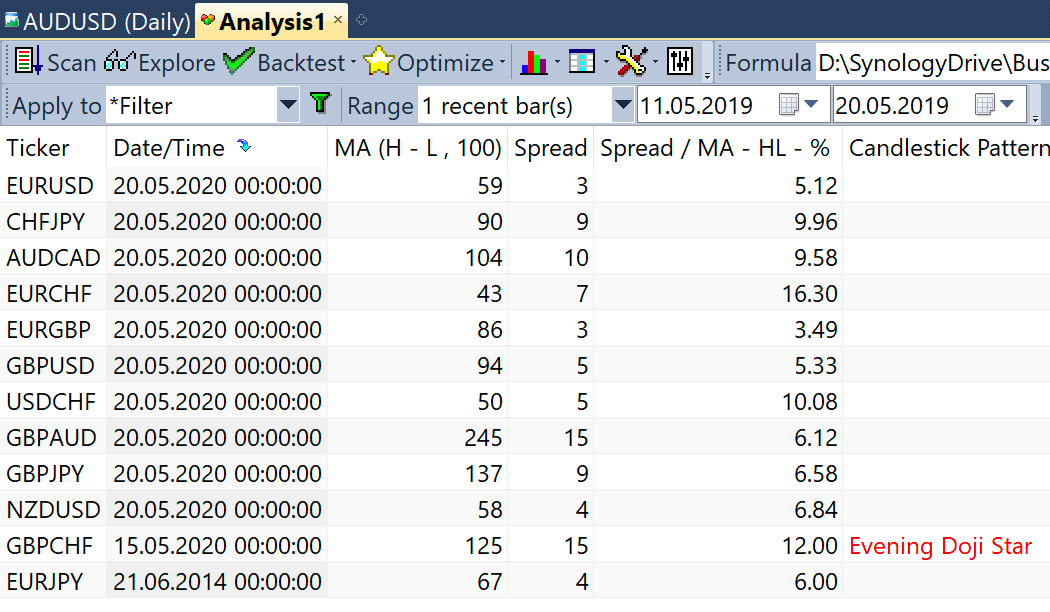 AUDUSD (Daily) Analysis1
Scan Explore Backtest Optimize Formula D:\SynologyDrive\Bus
Apply to *Filter Range 1 recent bar(s) 11.05.2019 20.05.2019
Ticker Date/Time MA (H - L , 100) Spread Spread / MA - HL - % Candlestick Pattern
EURUSD 20.05.2020 00:00:00 59 3 5.12
CHFJPY 20.05.2020 00:00:00 90 9 9.96
AUDCAD 20.05.2020 00:00:00 104 10 9.58
EURCHF 20.05.2020 00:00:00 43 7 16.30
EURGBP 20.05.2020 00:00:00 86 3 3.49
GBPUSD 20.05.2020 00:00:00 94 5 5.33
USDCHF 20.05.2020 00:00:00 50 5 10.08
GBPAUD 20.05.2020 00:00:00 245 15 6.12
GBPJPY 20.05.2020 00:00:00 137 9 6.58
NZDUSD 20.05.2020 00:00:00 58 4 6.84
GBPCHF 15.05.2020 00:00:00 125 15 12.00 Evening Doji Star
EURJPY 21.06.2014 00:00:00 67 4 6.00